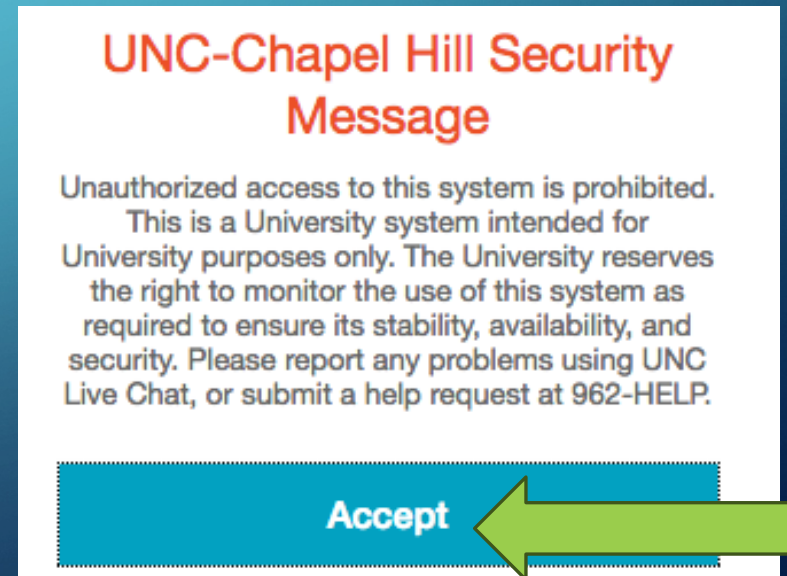 UNC-Chapel Hill Security
Message
Unauthorized access to this system is prohibited.
This is a University system intended for
University purposes only. The University reserves
the right to monitor the use of this system as
required to ensure its stability, availability, and
security. Please report any problems using UNC
Live Chat, or submit a help request at 962-HELP.
Accept